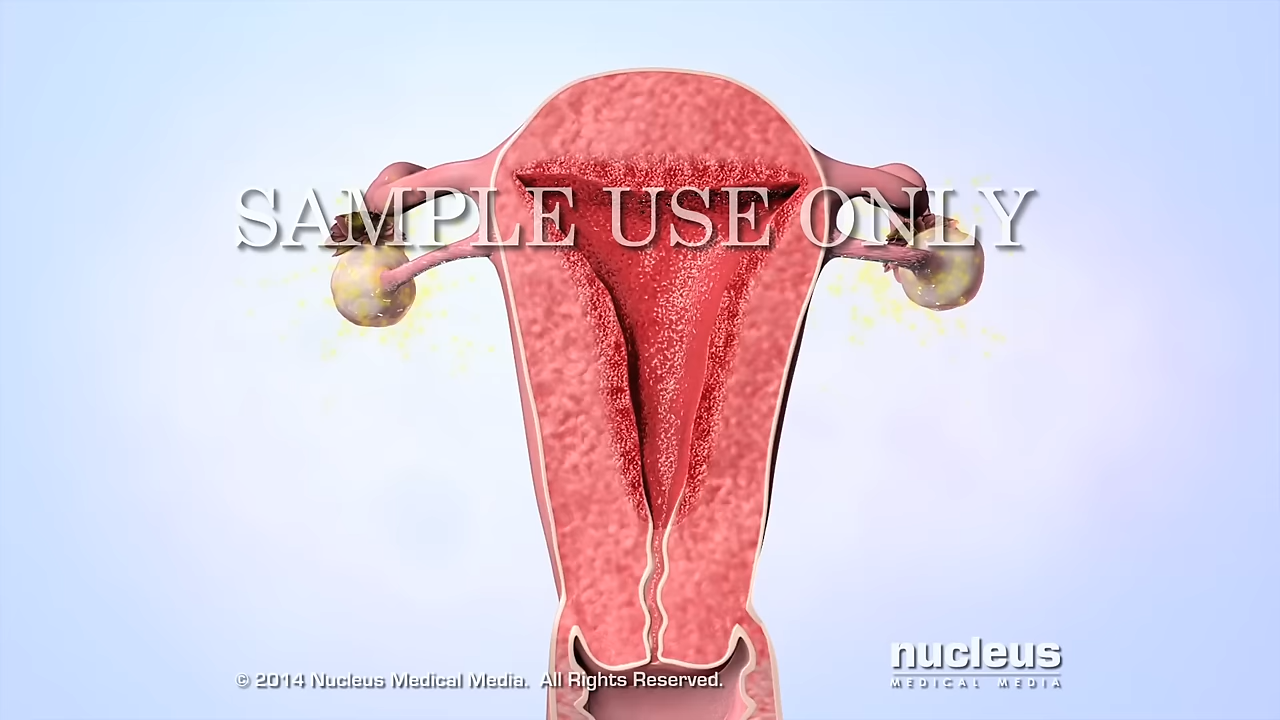 SAMPLE USE ONLY
© 2014 Nucleus Medical Media. All Rights Reserved.
nucleus
MEDICAL MEDIA